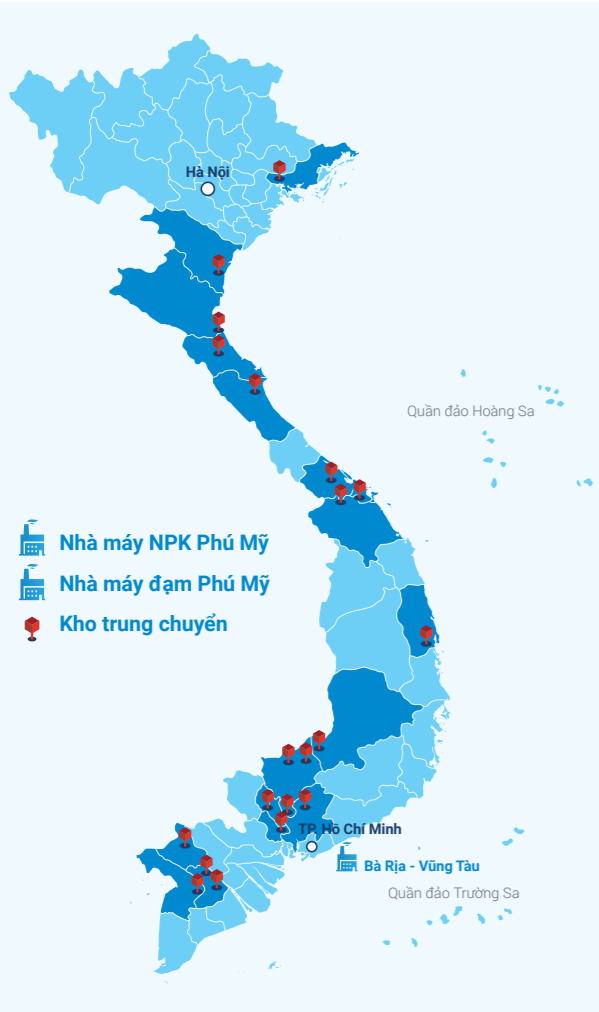 Hà Nội
Quần đảo Hoàng Sa
Nhà máy NPK Phú Mỹ
Nhà máy đạm Phú Mỹ
Kho trung chuyển
TP. Hồ Chí Minh
Bà Rịa - Vũng Tàu
Quần đảo Trường Sa